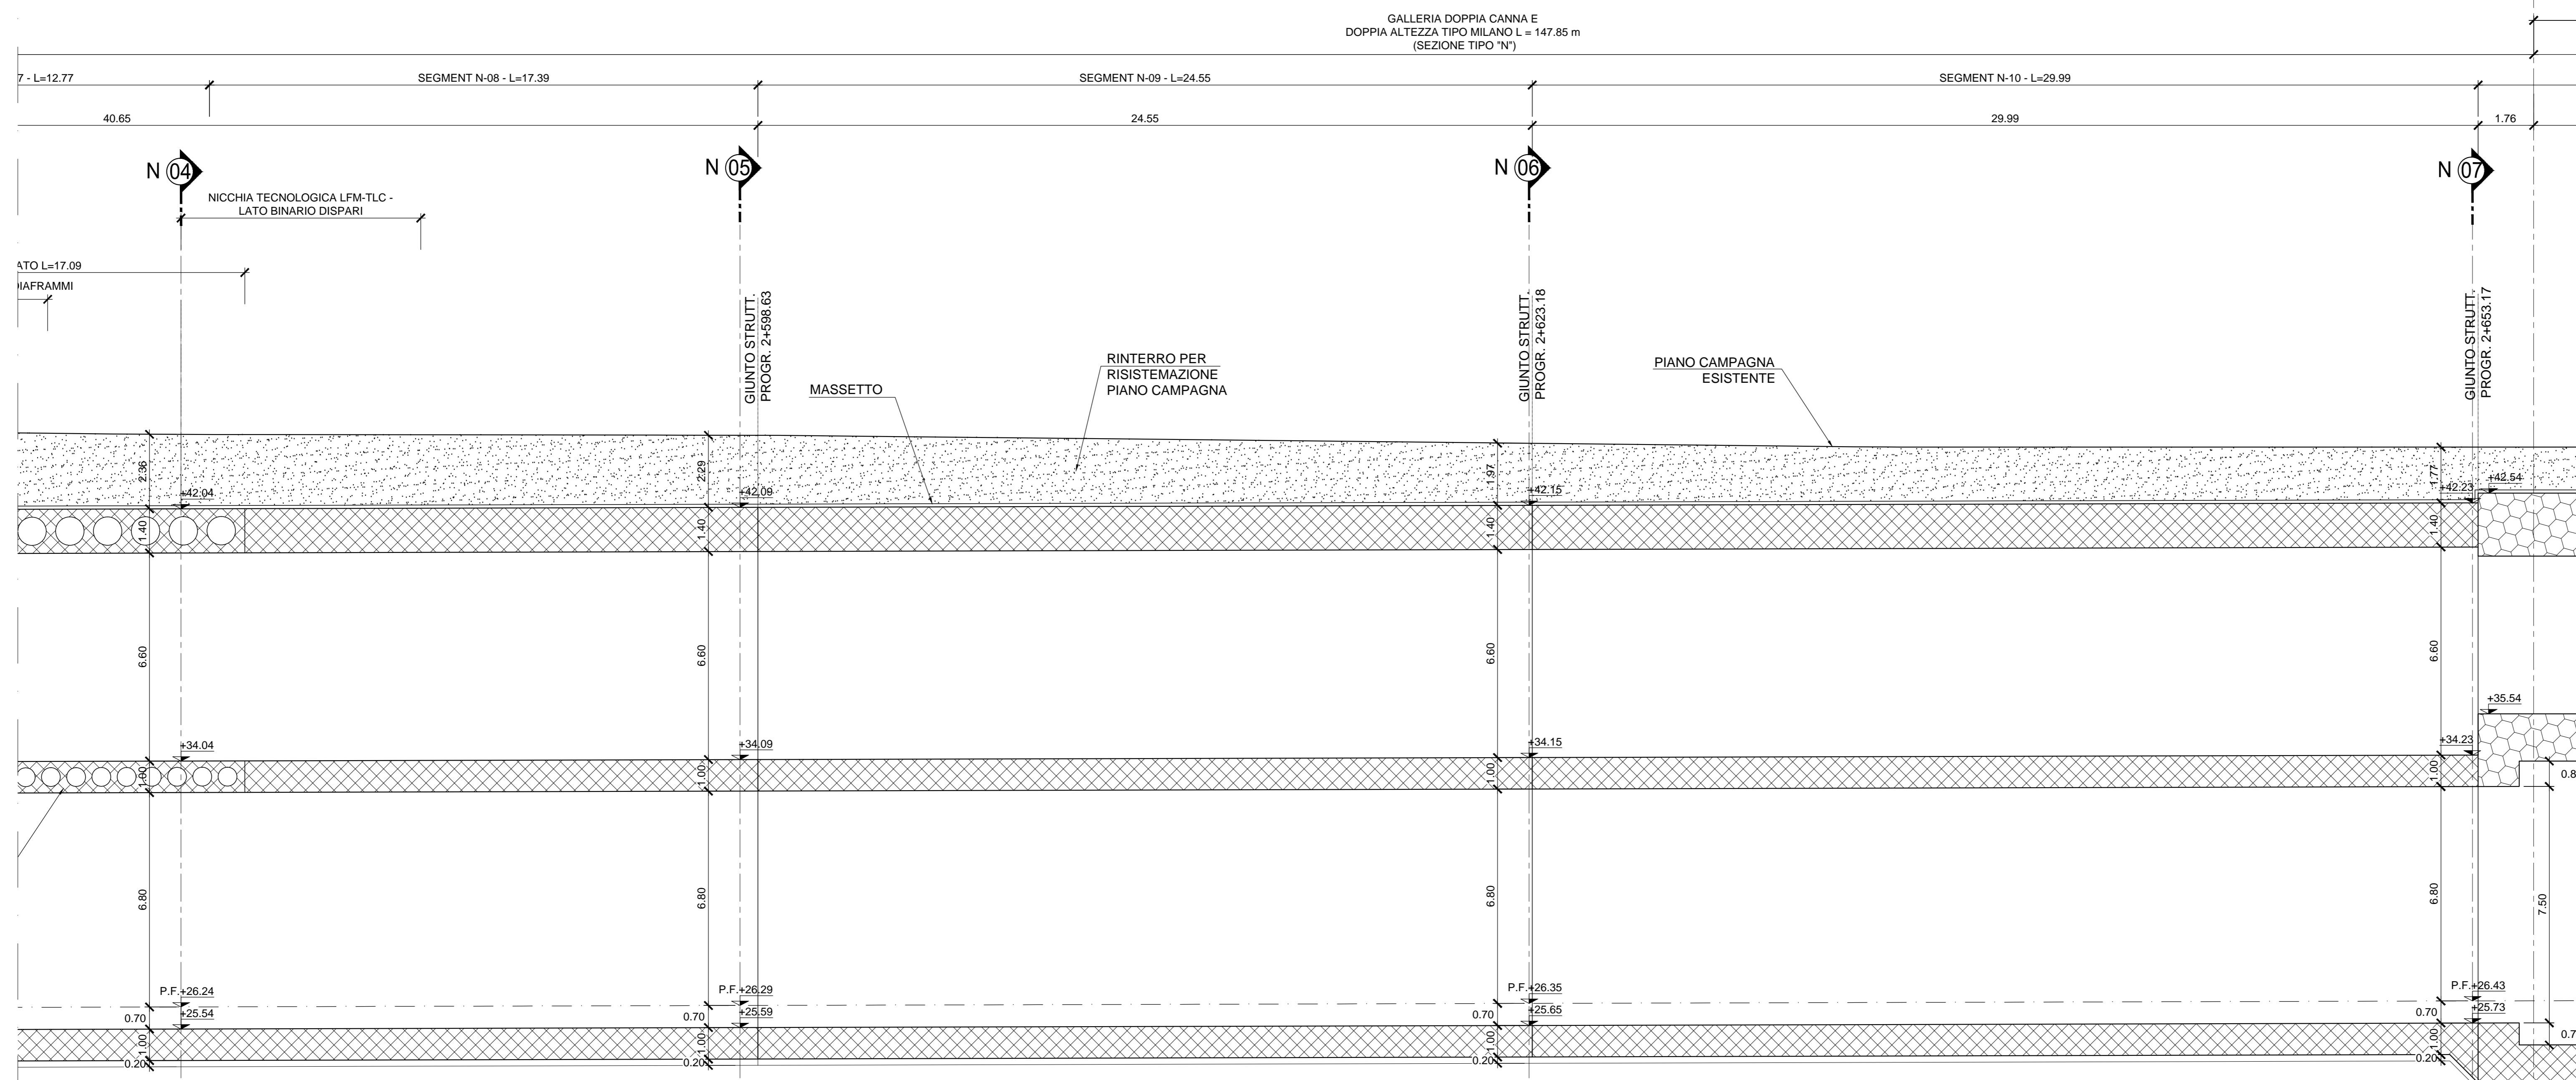 GALLERIA DOPPIA CANNA E
DOPPIA ALTEZZA TIPO MILANO L = 147.85 m
(SEZIONE TIPO "N")
7 - L=12.77
SEGMENT N-08 - L=17.39
SEGMENT N-09 - L=24.55
SEGMENT N-10 - L=29.99
40.65
24.55
29.99
1.76
N 04
N 05
N 06
N 07
NICCHIA TECNOLOGICA LFM-TLC -
LATO BINARIO DISPARI
ATO L=17.09
IAFRAMMI
GIUNTO STRUTT.
PROGR. 2+598.63
GIUNTO STRUTT.
PROGR. 2+623.18
GIUNTO STRUTT.
PROGR. 2+653.17
MASSETTO
RINTERRO PER
RISISTEMAZIONE
PIANO CAMPAGNA
PIANO CAMPAGNA
ESISTENTE
2.36
2.29
1.97
1.77
+42.04
+42.09
+42.15
+42.23
+42.54
1.40
1.40
1.40
1.40
6.60
6.60
6.60
6.60
+35.54
+34.04
+34.09
+34.15
+34.23
1.00
1.00
1.00
1.00
0.8
6.80
6.80
6.80
6.80
7.50
P.F.+26.24
P.F.+26.29
P.F.+26.35
P.F.+26.43
+25.54
+25.59
+25.65
+25.73
0.70
0.70
0.70
0.70
1.00
1.00
1.00
1.00
0.7
0.20
0.20
0.20
0.20